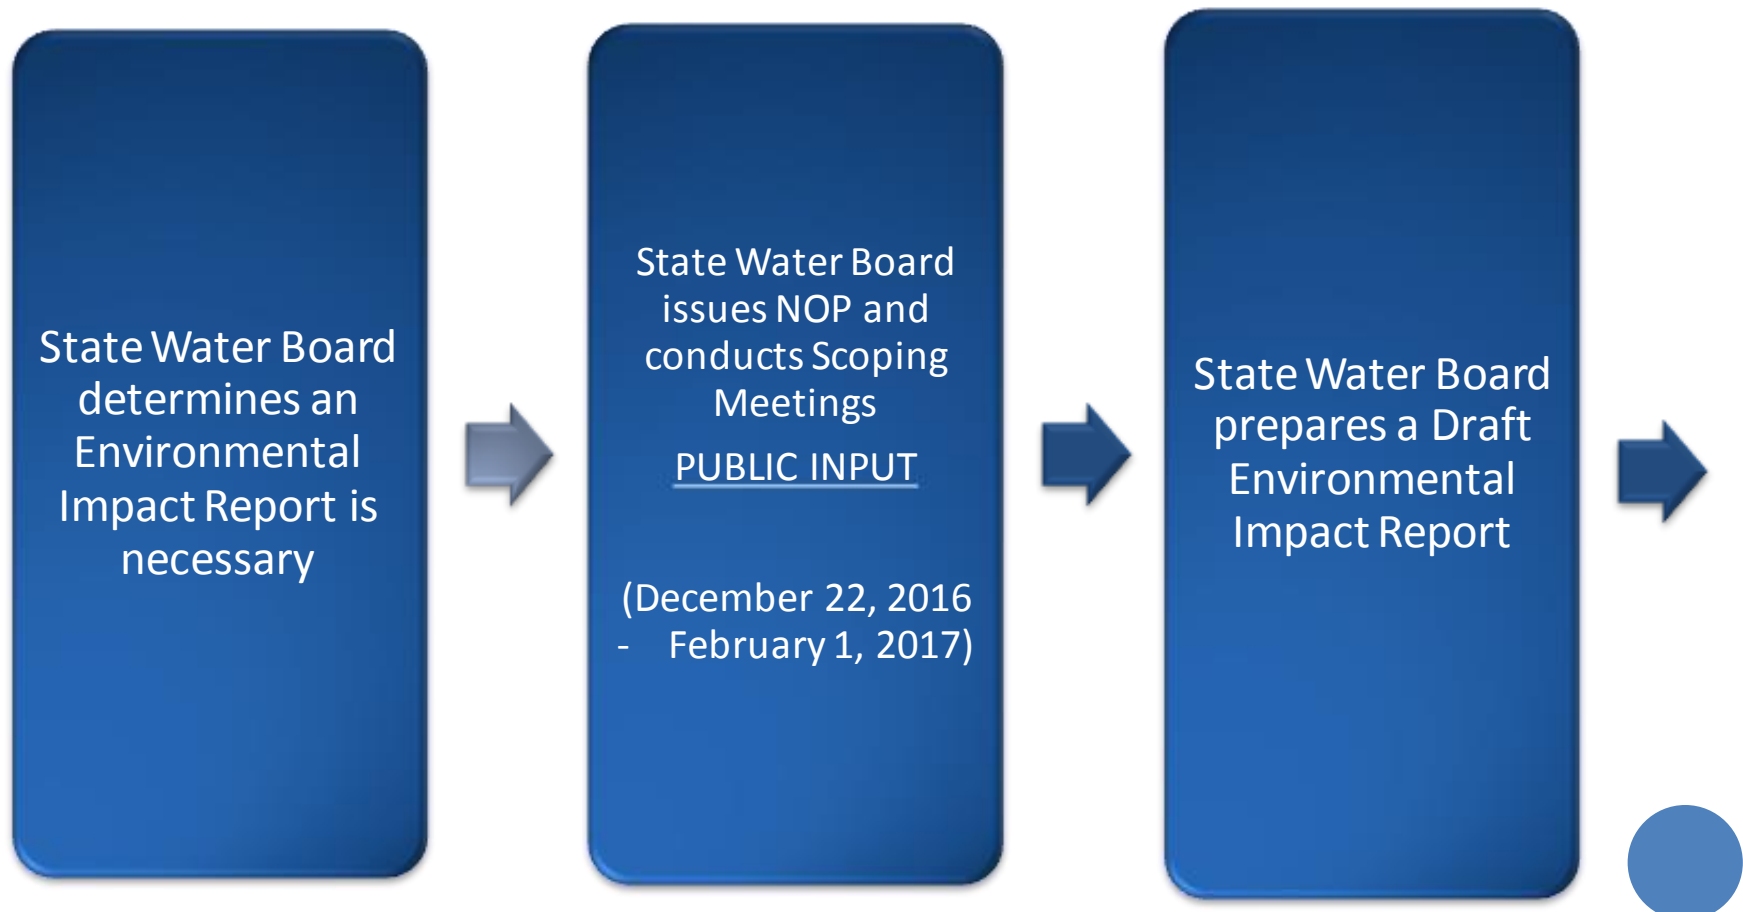 State Water Board
determines an
Environmental
Impact Report is
necessary
State Water Board
issues NOP and
conducts Scoping
Meetings
PUBLIC INPUT
(December 22, 2016
- February 1, 2017)
State Water Board
prepares a Draft
Environmental
Impact Report